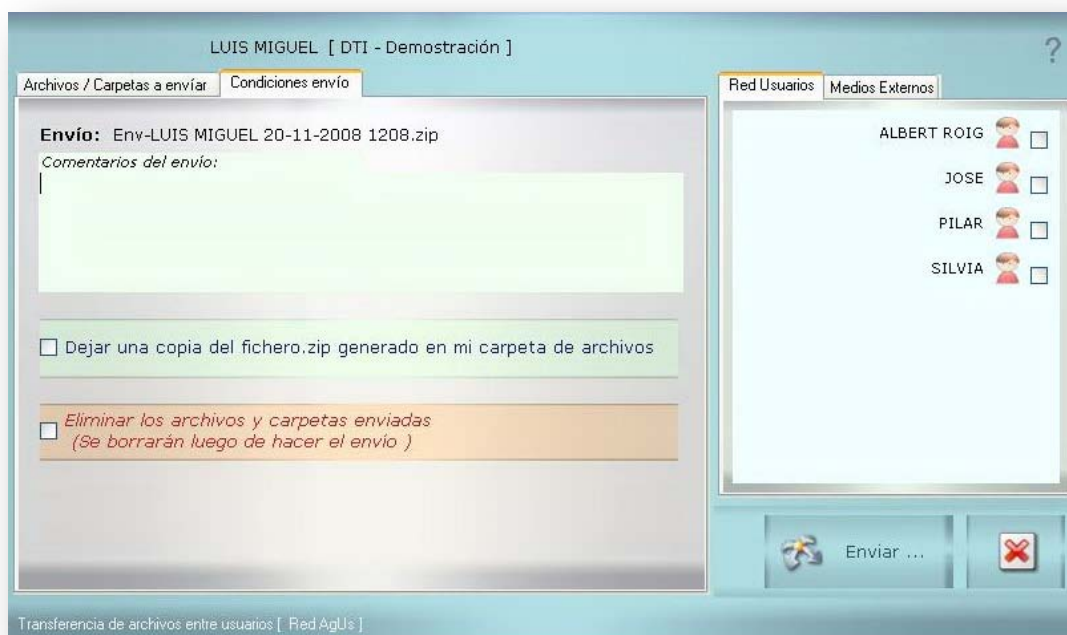 LUIS MIGUEL [ DTI - Demostración ]
?
Archivos / Carpetas a envíar
Condiciones envío
Envío: Env-LUIS MIGUEL 20-11-2008 1208.zip
Comentarios del envío:
Dejar una copia del fichero.zip generado en mi carpeta de archivos
Eliminar los archivos y carpetas enviadas
(Se borrarán luego de hacer el envío )
Red Usuarios
Medios Externos
ALBERT ROIG
JOSE
PILAR
SILVIA
Enviar ...
Transferencia de archivos entre usuarios [ Red AgUs ]